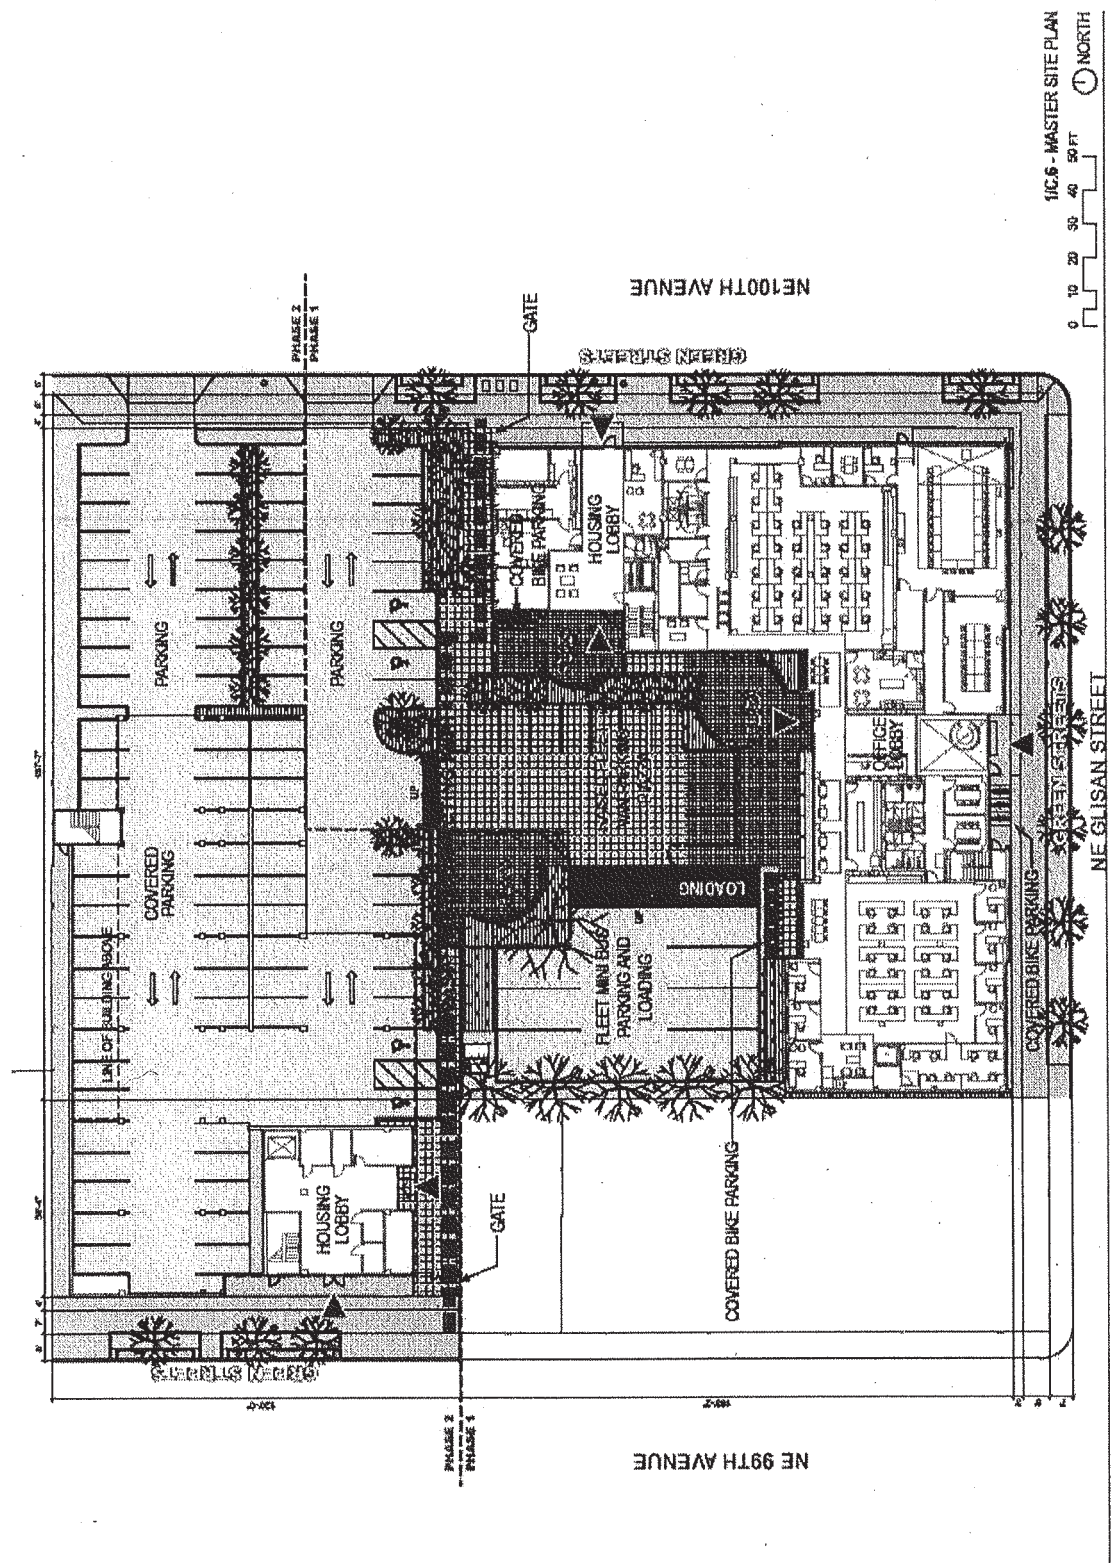 1/C.6 - MASTER SITE PLAN
NORTH
0 10 20 30 40 50 FT
NE100TH AVENUE
GREEN STREETS
PHASE 2
PHASE 1
GATE
PARKING
PARKING
COVERED
BIKE PARKING
HOUSING
LOBBY
COVERED
PARKING
LINE OF BUILDING ABOVE
UP
LOADING
UP
FLEET MINI BUS
PARKING AND
LOADING
OFFICE
LOBBY
GREEN STREETS
NE GLISAN STREET
COVERED BIKE PARKING
COVERED BIKE PARKING
HOUSING
LOBBY
GATE
GREEN STREETS
PHASE 2
PHASE 1
NE 99TH AVENUE